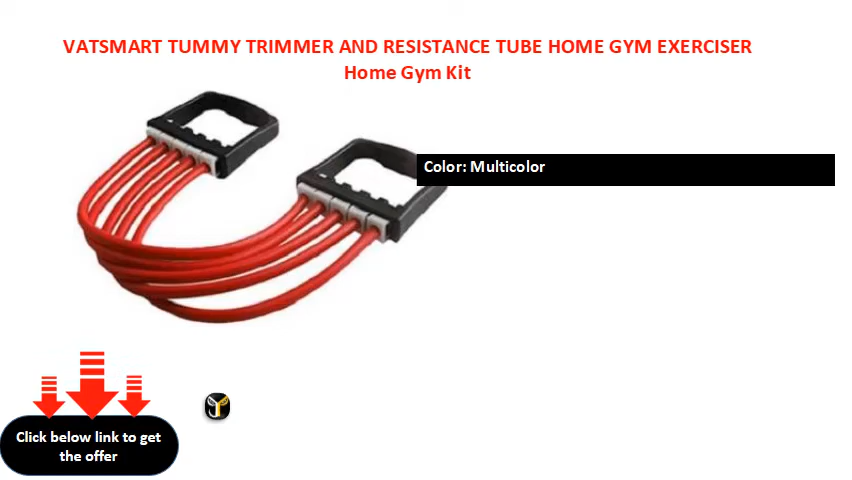 VATSMART TUMMY TRIMMER AND RESISTANCE TUBE HOME GYM EXERCISER
Home Gym Kit
Color: Multicolor
Click below link to get
the offer